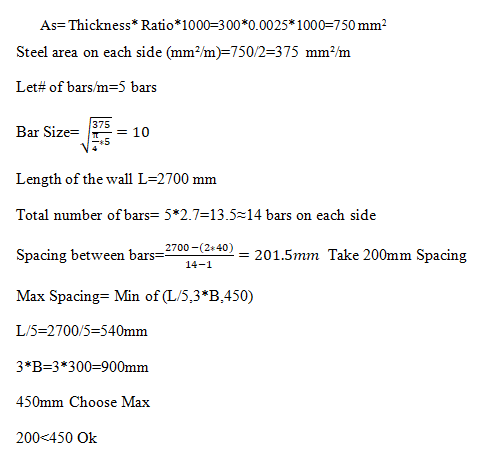 As= Thickness* Ratio*1000=300*0.0025*1000=750 mm²
Steel area on each side (mm²/m)=750/2=375 mm²/m
Let# of bars/m=5 bars
Bar Size= √(375/(π/4*5)) = 10
Length of the wall L=2700 mm
Total number of bars= 5*2.7=13.5≈14 bars on each side
Spacing between bars= (2700−(2*40))/(14−1) = 201.5mm Take 200mm Spacing
Max Spacing= Min of (L/5,3*B,450)
L/5=2700/5=540mm
3*B=3*300=900mm
450mm Choose Max
200<450 Ok